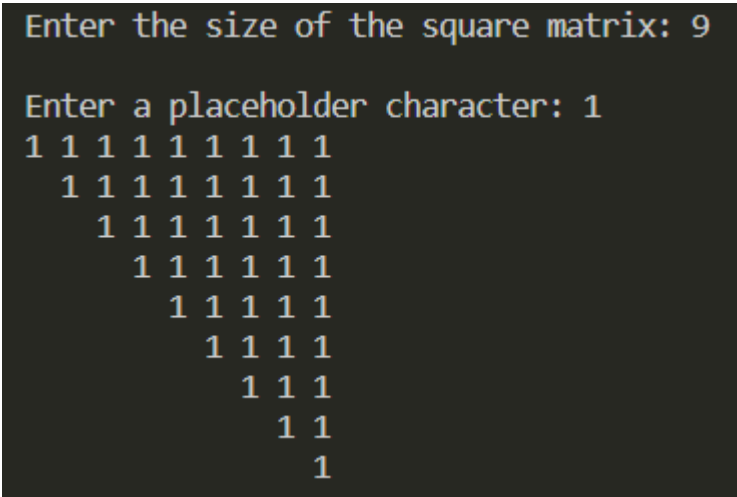 Enter the size of the square matrix: 9
Enter a placeholder character: 1
1 1 1 1 1 1 1 1 1
  1 1 1 1 1 1 1 1
    1 1 1 1 1 1 1
      1 1 1 1 1 1
        1 1 1 1 1
          1 1 1 1
            1 1 1
              1 1
                1